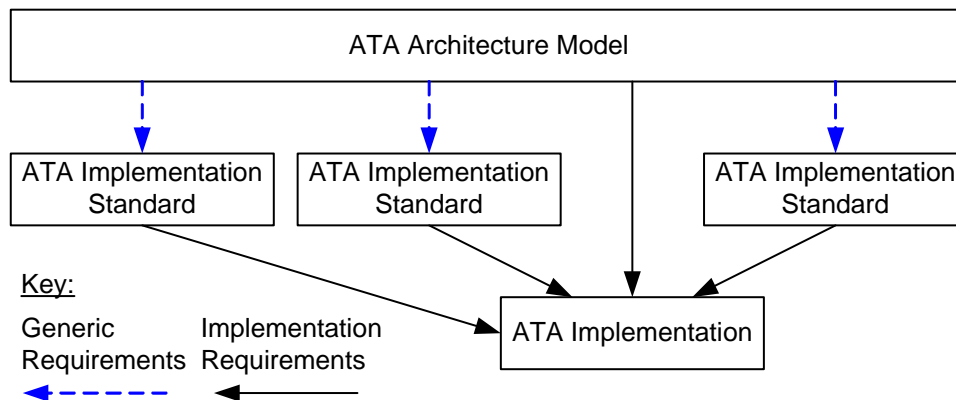 ATA Architecture Model
ATA Implementation
Standard
ATA Implementation
Standard
ATA Implementation
Standard
Key:
Generic
Requirements
Implementation
Requirements
ATA Implementation